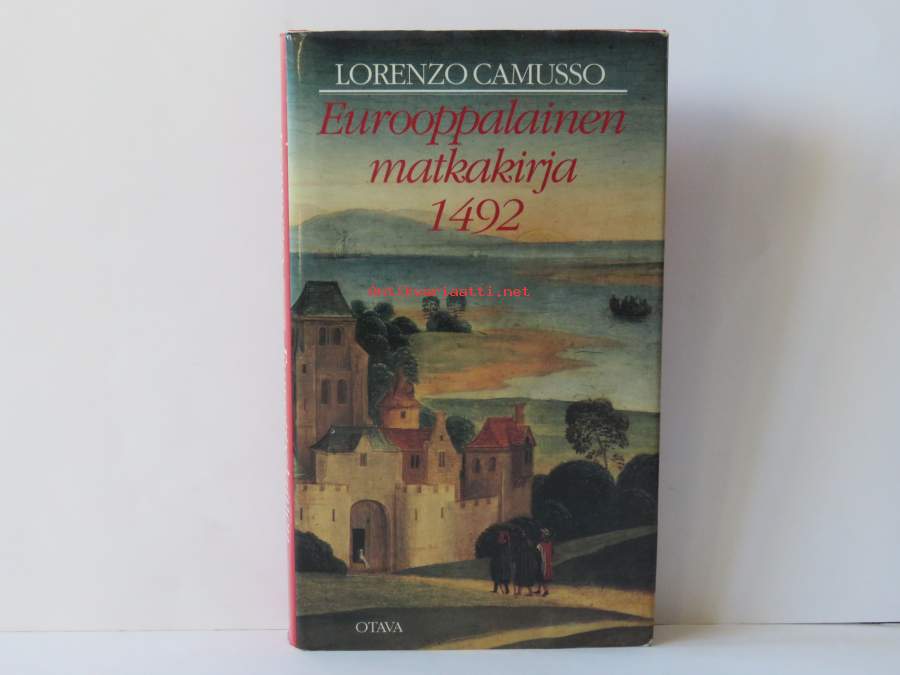 LORENZO CAMUSSO
Eurooppalainen
matkakirja
1492
antikvariaatti.net
OTAVA